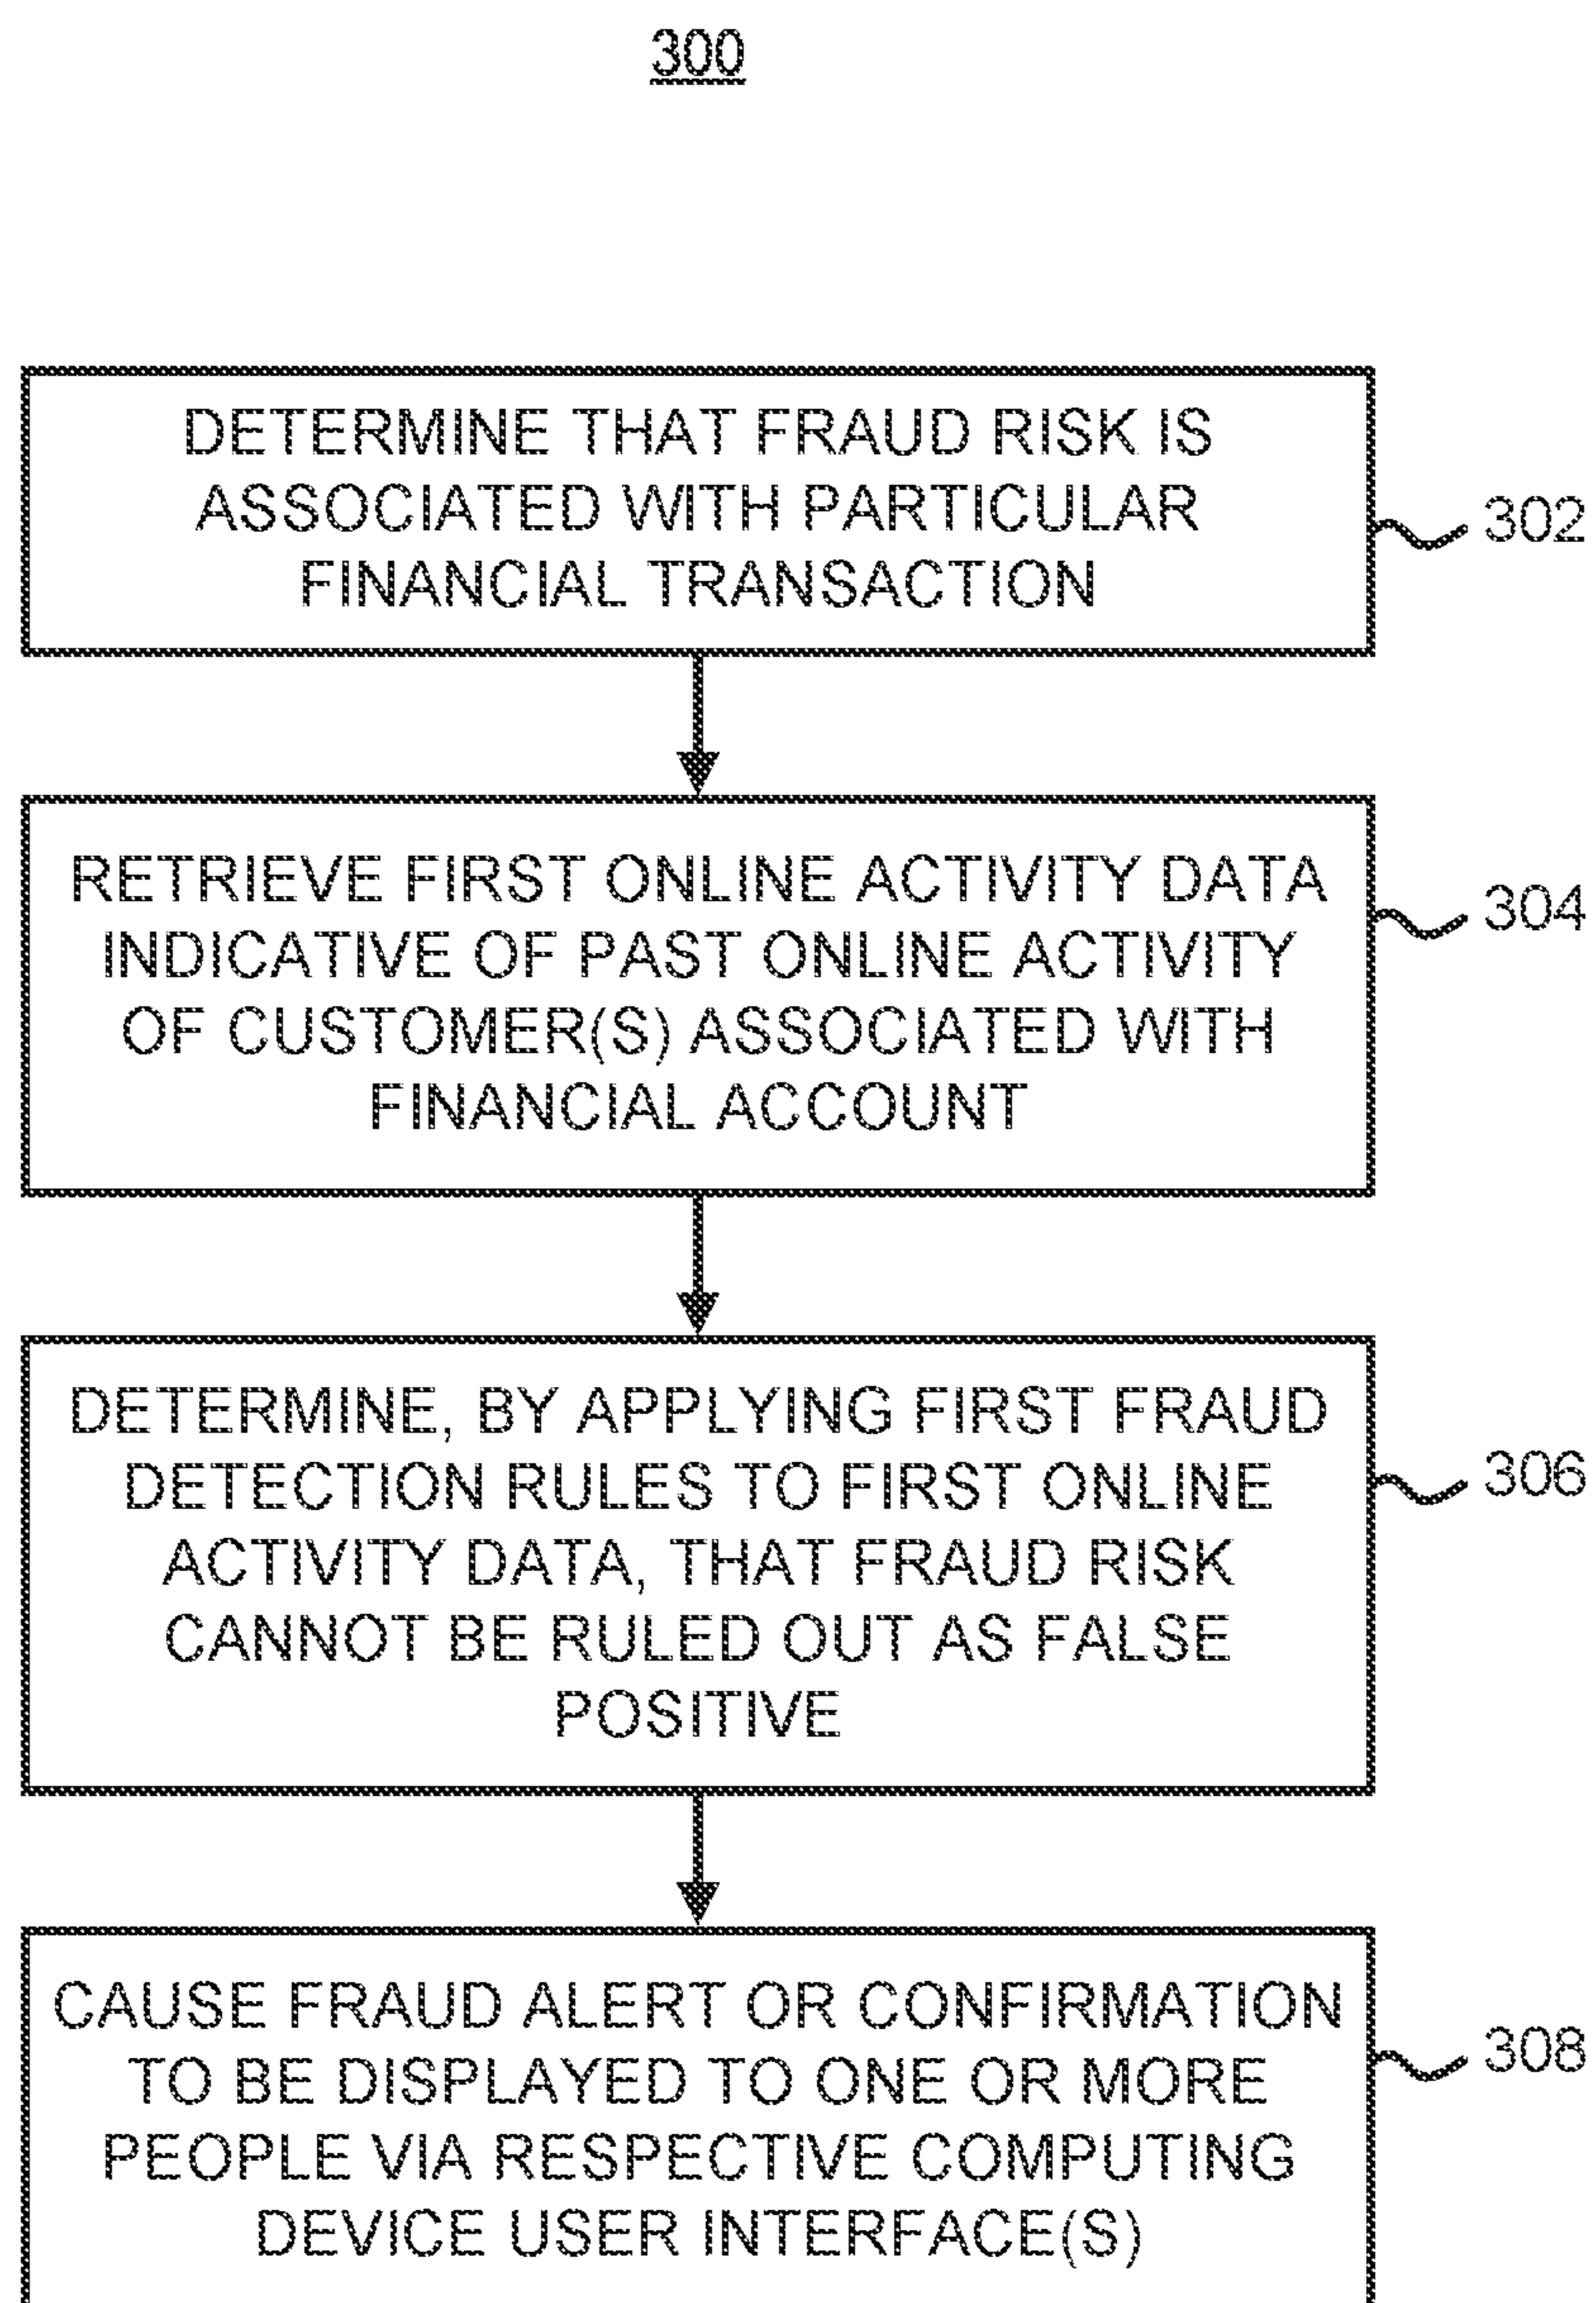 300
DETERMINE THAT FRAUD RISK IS
ASSOCIATED WITH PARTICULAR
FINANCIAL TRANSACTION
302
RETRIEVE FIRST ONLINE ACTIVITY DATA
INDICATIVE OF PAST ONLINE ACTIVITY
OF CUSTOMER(S) ASSOCIATED WITH
FINANCIAL ACCOUNT
304
DETERMINE, BY APPLYING FIRST FRAUD
DETECTION RULES TO FIRST ONLINE
ACTIVITY DATA, THAT FRAUD RISK
CANNOT BE RULED OUT AS FALSE
POSITIVE
306
CAUSE FRAUD ALERT OR CONFIRMATION
TO BE DISPLAYED TO ONE OR MORE
PEOPLE VIA RESPECTIVE COMPUTING
DEVICE USER INTERFACE(S)
308